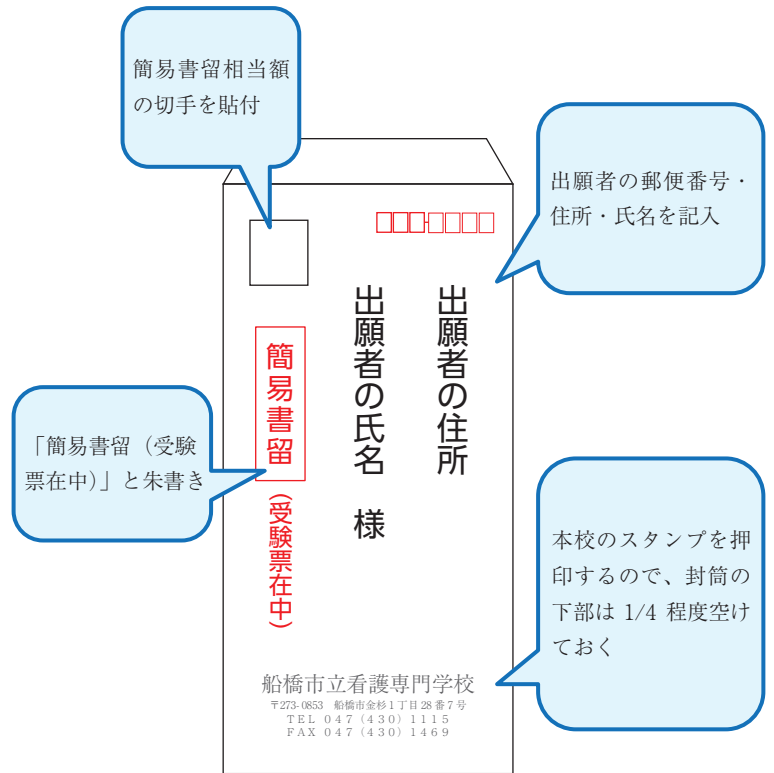 簡易書留相当額
の切手を貼付
出願者の郵便番号・
住所・氏名を記入
出願者の住所
出願者の氏名　様
簡易書留
（受験票在中）
「簡易書留（受験
票在中）」と朱書き
本校のスタンプを押
印するので、封筒の
下部は 1/4 程度空け
ておく
船橋市立看護専門学校
〒273-0853　船橋市金杉1丁目28番7号
TEL 047（430）1115
FAX 047（430）1469